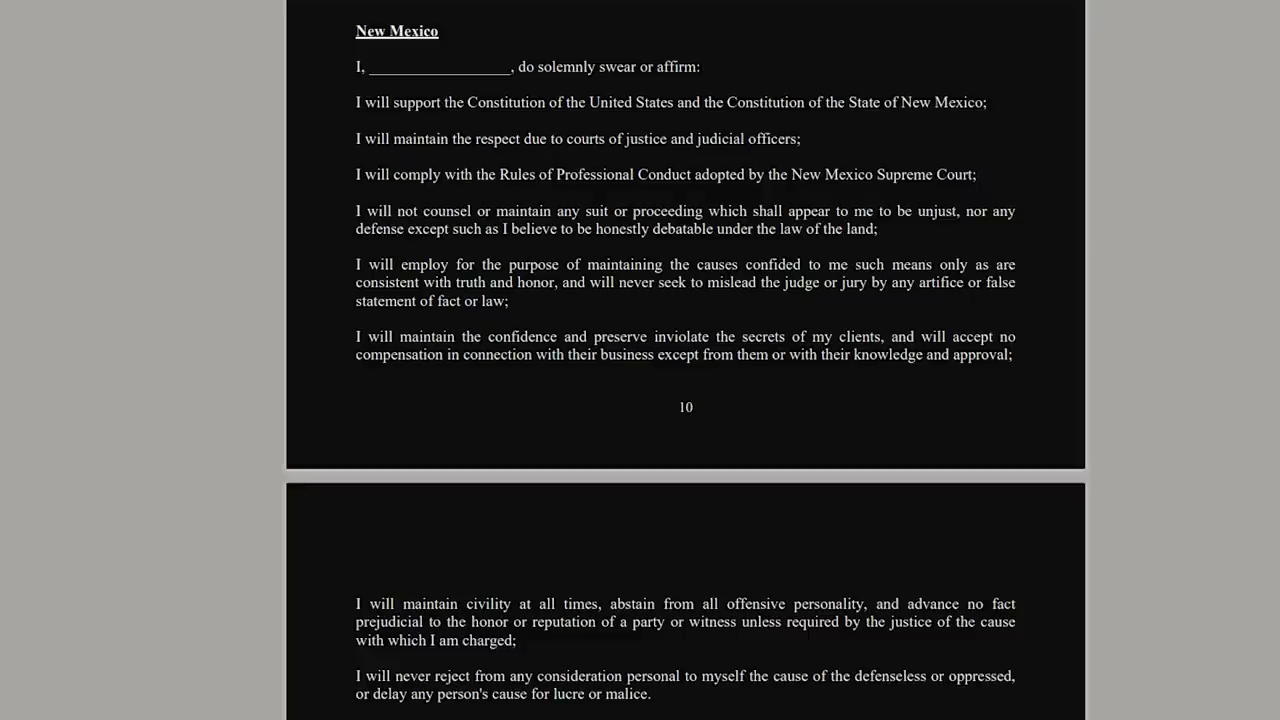 New Mexico
I, ___________________, do solemnly swear or affirm:
I will support the Constitution of the United States and the Constitution of the State of New Mexico;
I will maintain the respect due to courts of justice and judicial officers;
I will comply with the Rules of Professional Conduct adopted by the New Mexico Supreme Court;
I will not counsel or maintain any suit or proceeding which shall appear to me to be unjust, nor any
defense except such as I believe to be honestly debatable under the law of the land;
I will employ for the purpose of maintaining the causes confided to me such means only as are
consistent with truth and honor, and will never seek to mislead the judge or jury by any artifice or false
statement of fact or law;
I will maintain the confidence and preserve inviolate the secrets of my clients, and will accept no
compensation in connection with their business except from them or with their knowledge and approval;
10
I will maintain civility at all times, abstain from all offensive personality, and advance no fact
prejudicial to the honor or reputation of a party or witness unless required by the justice of the cause
with which I am charged;
I will never reject from any consideration personal to myself the cause of the defenseless or oppressed,
or delay any person's cause for lucre or malice.